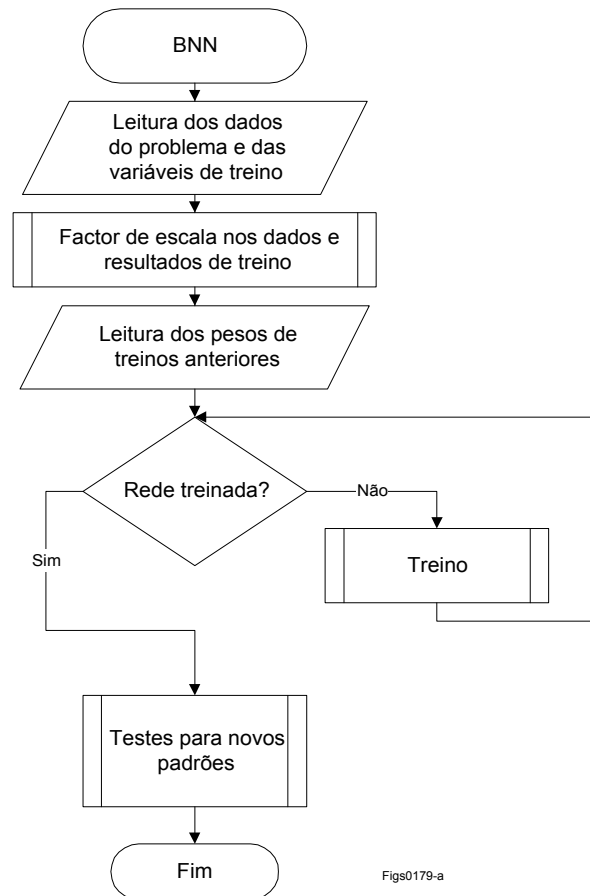 BNN
Leitura dos dados
do problema e das
variáveis de treino
Factor de escala nos dados e
resultados de treino
Leitura dos pesos de
treinos anteriores
Rede treinada?
Não
Sim
Treino
Testes para novos
padrões
Fim
Figs0179-a